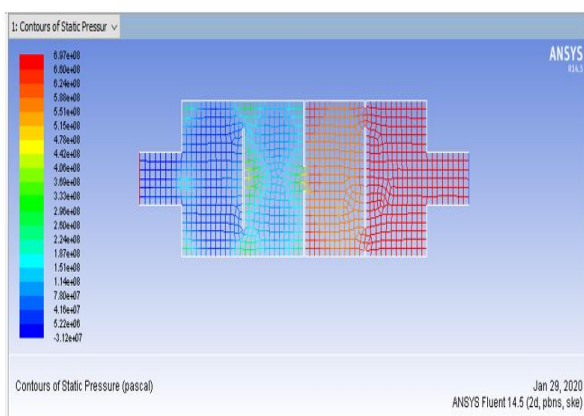 1: Contours of Static Pressur
ANSYS
R14.5
6.97e+08
6.60e+08
6.24e+08
5.88e+08
5.51e+08
5.15e+08
4.78e+08
4.42e+08
4.06e+08
3.69e+08
3.33e+08
2.96e+08
2.60e+08
2.24e+08
1.87e+08
1.51e+08
1.14e+08
7.80e+07
4.16e+07
5.22e+06
-3.12e+07
Contours of Static Pressure (pascal)
Jan 29, 2020
ANSYS Fluent 14.5 (2d, pbns, ske)